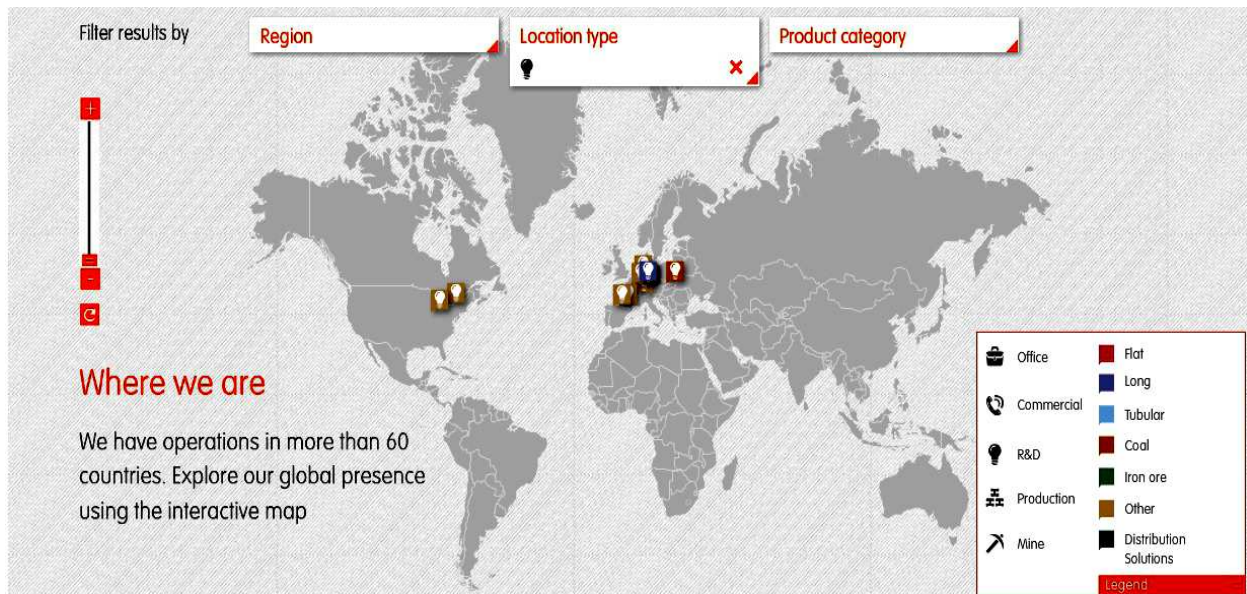 Filter results by
Region
Location type
Product category
Where we are
We have operations in more than 60
countries. Explore our global presence
using the interactive map
Office
Commercial
R&D
Production
Mine
Flat
Long
Tubular
Coal
Iron ore
Other
Distribution
Solutions
Legend